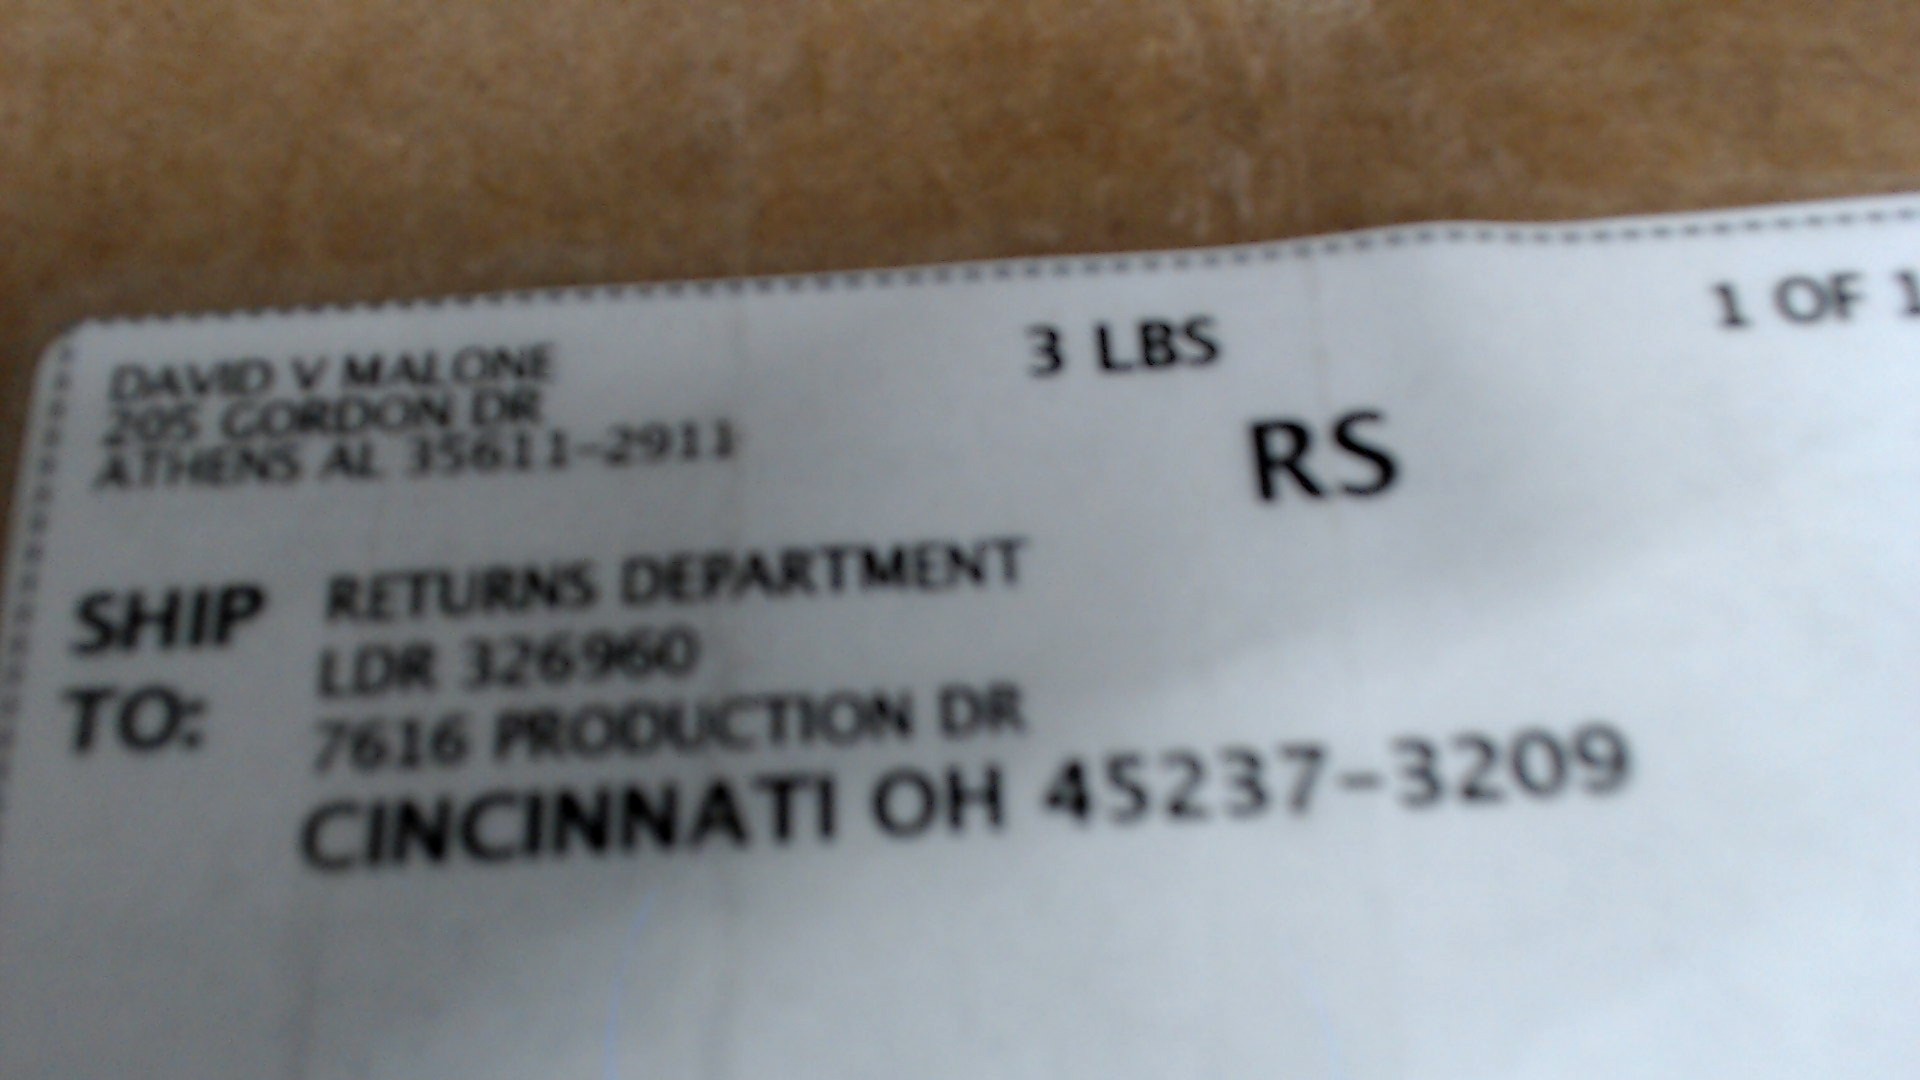 DAVID V MALONE
205 GORDON DR
ATHENS AL 35611-2911
3 LBS
1 OF 1
RS
SHIP TO:
RETURNS DEPARTMENT
LDR 326960
7616 PRODUCTION DR
CINCINNATI OH 45237-3209